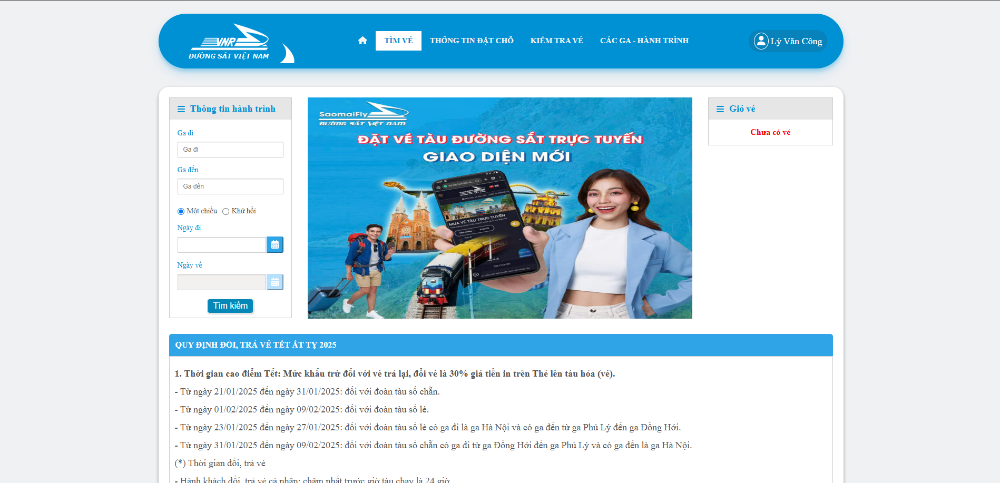 VNR
ĐƯỜNG SẮT VIỆT NAM
TÌM VÉ
THÔNG TIN ĐẶT CHỖ
KIỂM TRA VÉ
CÁC GA - HÀNH TRÌNH
Lý Văn Công
Thông tin hành trình
Ga đi
Ga đi
Ga đến
Ga đến
Một chiều
Khứ hồi
Ngày đi
Ngày về
Tìm kiếm
SaomaiFly
ĐƯỜNG SẮT VIỆT NAM
ĐẶT VÉ TÀU ĐƯỜNG SẮT TRỰC TUYẾN
GIAO DIỆN MỚI
SaomaiFly
MUA VÉ TÀU TRỰC TUYẾN
Một chiều
Khứ hồi
TÌM CHUYẾN
Giỏ vé
Chưa có vé
QUY ĐỊNH ĐỔI, TRẢ VÉ TẾT ẤT TỴ 2025
1. Thời gian cao điểm Tết: Mức khấu trừ đối với vé trả lại, đổi vé là 30% giá tiền in trên Thẻ lên tàu hỏa (vé).
- Từ ngày 21/01/2025 đến ngày 31/01/2025: đối với đoàn tàu số chẵn.
- Từ ngày 01/02/2025 đến ngày 09/02/2025: đối với đoàn tàu số lẻ.
- Từ ngày 23/01/2025 đến ngày 27/01/2025: đối với đoàn tàu số lẻ có ga đi là ga Hà Nội và có ga đến từ ga Phủ Lý đến ga Đồng Hới.
- Từ ngày 31/01/2025 đến ngày 09/02/2025: đối với đoàn tàu số chẵn có ga đi từ ga Đồng Hới đến ga Phủ Lý và có ga đến là ga Hà Nội.
(*) Thời gian đổi, trả vé
- Hành khách đổi, trả vé cá nhân: chậm nhất trước giờ tàu chạy là 24 giờ